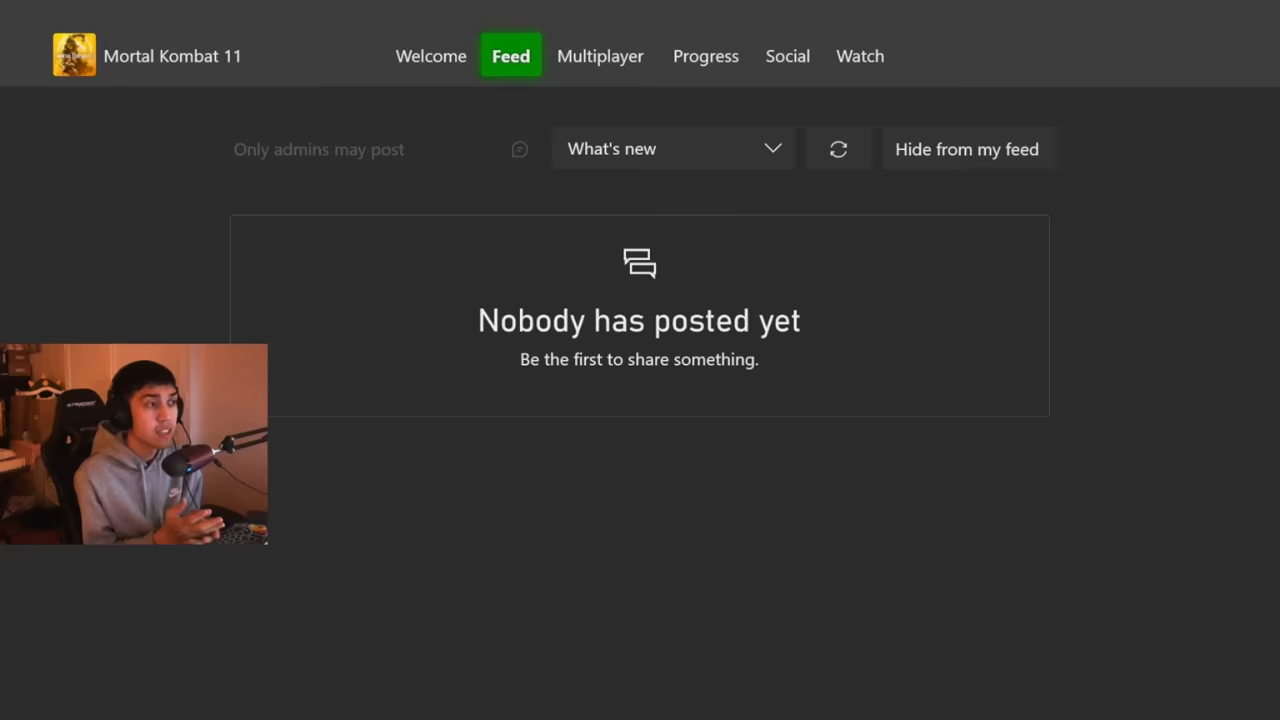 Mortal Kombat 11
Welcome
Feed
Multiplayer
Progress
Social
Watch
Only admins may post
What's new
Hide from my feed
Nobody has posted yet
Be the first to share something.